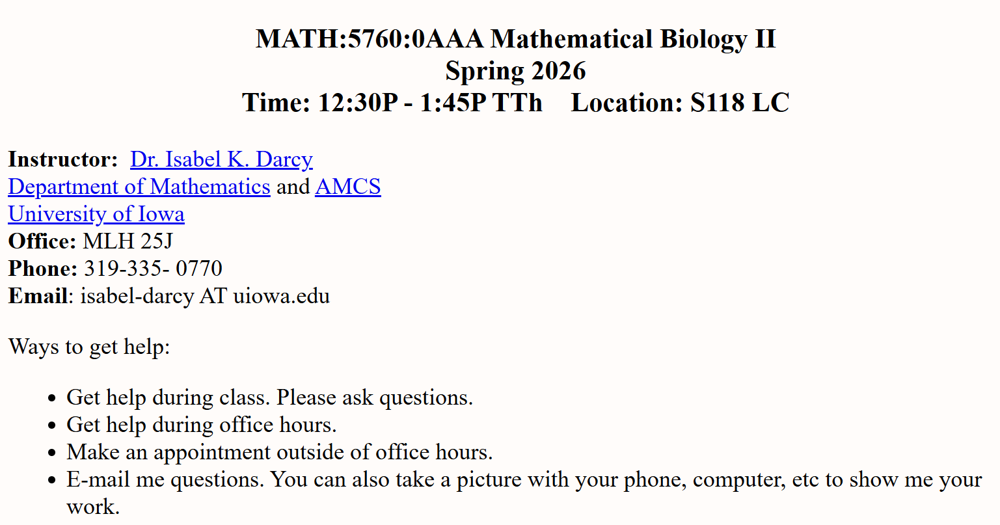 MATH:5760:0AAA Mathematical Biology II
Spring 2026
Time: 12:30P - 1:45P TTh    Location: S118 LC
Instructor:  Dr. Isabel K. Darcy
Department of Mathematics and AMCS
University of Iowa
Office: MLH 25J
Phone: 319-335- 0770
Email: isabel-darcy AT uiowa.edu
Ways to get help:
• Get help during class. Please ask questions.
• Get help during office hours.
• Make an appointment outside of office hours.
• E-mail me questions. You can also take a picture with your phone, computer, etc to show me your
work.